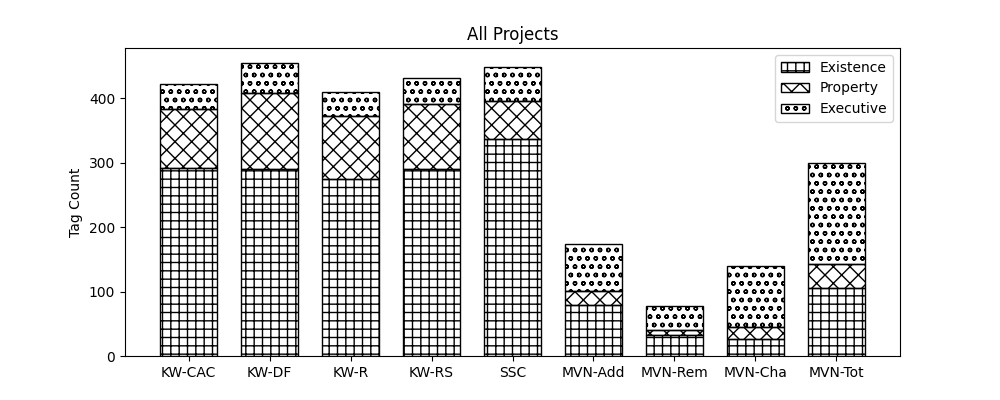 All Projects
Existence
Property
Executive
Tag Count
400
300
200
100
0
KW-CAC KW-DF KW-R KW-RS SSC MVN-Add MVN-Rem MVN-Cha MVN-Tot